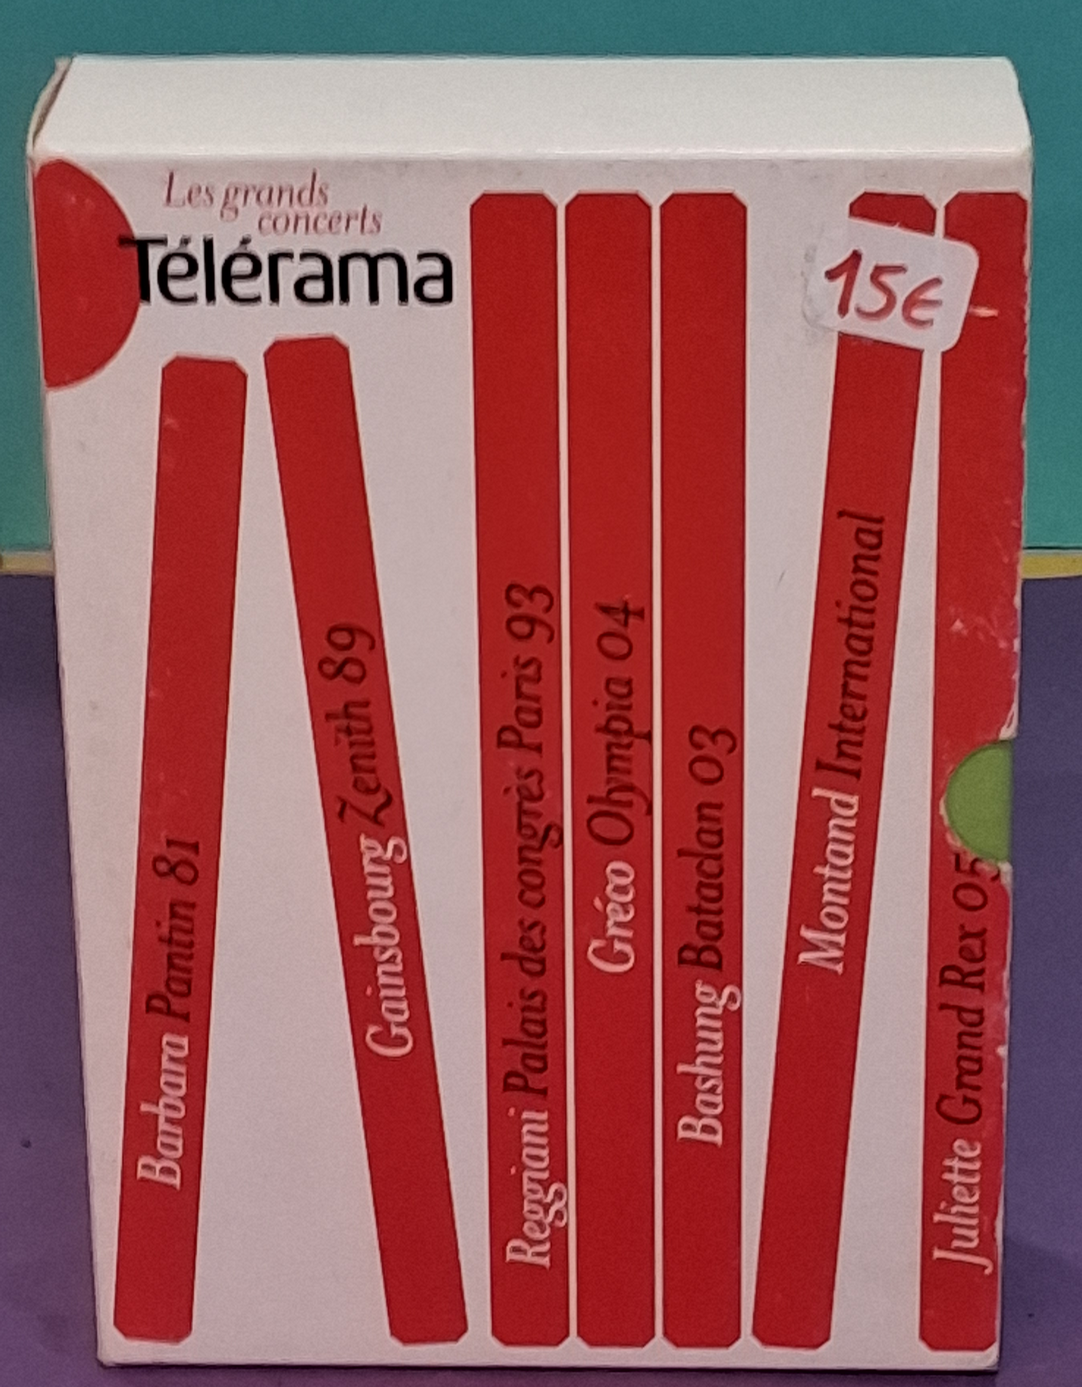 Les grands
concerts
Télérama
15€
Barbara Pantin 81
Gainsbourg Zenith 89
Reggiani Palais des congrès Paris 93
Gréco Olympia 04
Bashung Bataclan 03
Montand International
Juliette Grand Rex 05